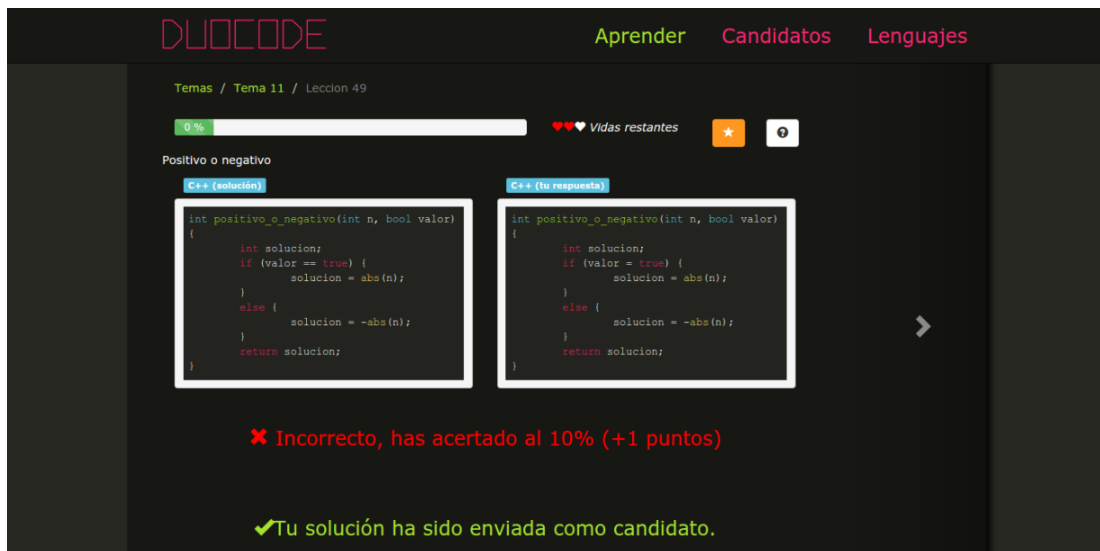 DUOCODE
Aprender Candidatos Lenguajes
Temas / Tema 11 / Leccion 49
0 %
Vidas restantes
Positivo o negativo
C++ (solución)
int positivo_o_negativo(int n, bool valor)
{
int solucion;
if (valor == true) {
solucion = abs(n);
}
else {
solucion = -abs(n);
}
return solucion;
}
C++ (tu respuesta)
int positivo_o_negativo(int n, bool valor)
{
int solucion;
if (valor = true) {
solucion = abs(n);
}
else {
solucion = -abs(n);
}
return solucion;
}
Incorrecto, has acertado al 10% (+1 puntos)
Tu solución ha sido enviada como candidato.